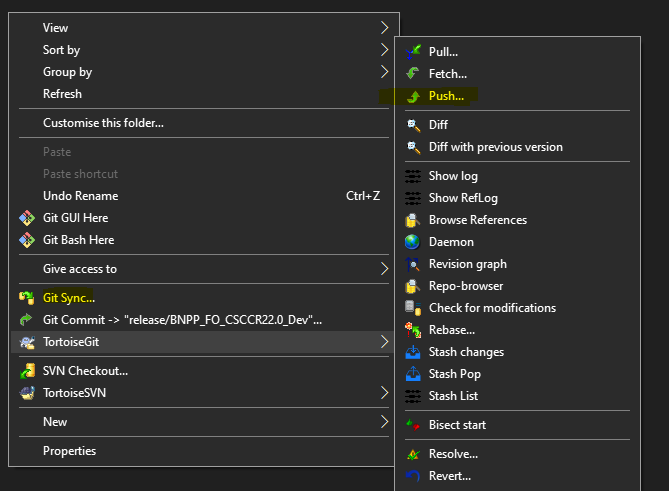 View
Sort by
Group by
Refresh
Customise this folder...
Paste
Paste shortcut
Undo Rename Ctrl+Z
Git GUI Here
Git Bash Here
Give access to
Git Sync...
Git Commit -> "release/BNPP_FO_CSCCR22.0_Dev"...
TortoiseGit
SVN Checkout...
TortoiseSVN
New
Properties
Pull...
Fetch...
Push...
Diff
Diff with previous version
Show log
Show RefLog
Browse References
Daemon
Revision graph
Repo-browser
Check for modifications
Rebase...
Stash changes
Stash Pop
Stash List
Bisect start
Resolve...
Revert...